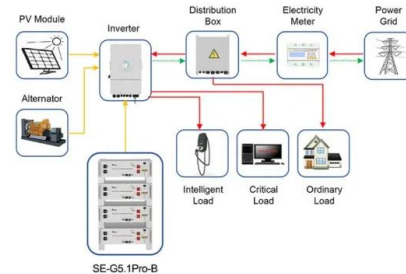 PV Module
Inverter
Distribution
Box
Electricity
Meter
Power
Grid
Alternator
Intelligent
Load
Critical
Load
Ordinary
Load
SE-G5.1Pro-B